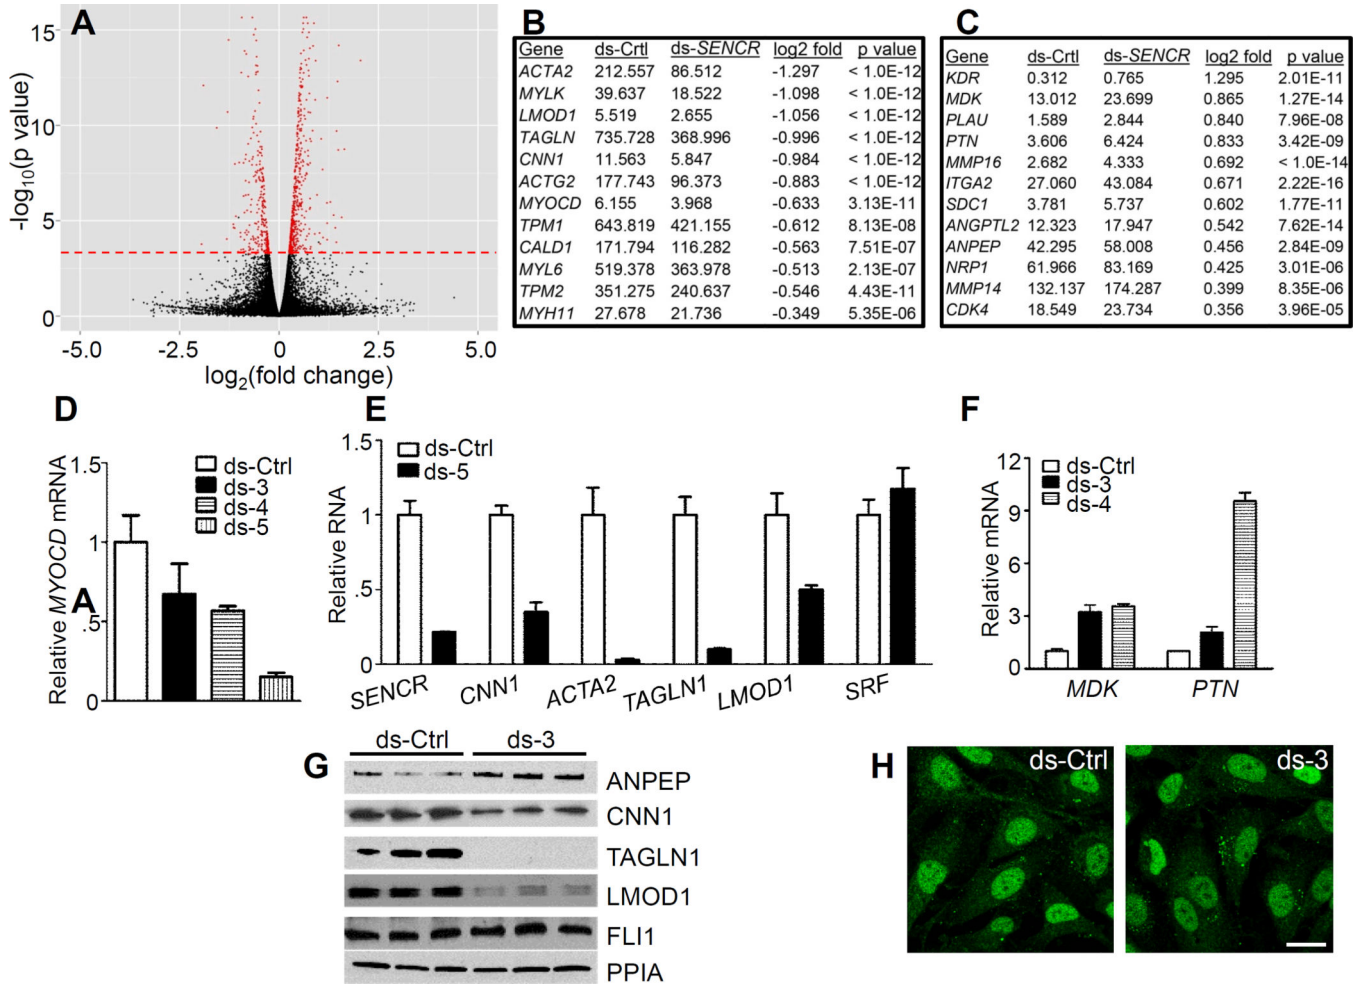 A
15
10
5
0
-log10(p value)
-5.0
-2.5
0
2.5
5.0
log2(fold change)
B
Gene ds-Crtl ds-SENCR log2 fold p value
ACTA2 212.557 86.512 -1.297 < 1.0E-12
MYLK 39.637 18.522 -1.098 < 1.0E-12
LMOD1 5.519 2.655 -1.056 < 1.0E-12
TAGLN 735.728 368.996 -0.996 < 1.0E-12
CNN1 11.563 5.847 -0.984 < 1.0E-12
ACTG2 177.743 96.373 -0.883 < 1.0E-12
MYOCD 6.155 3.968 -0.633 3.13E-11
TPM1 643.819 421.155 -0.612 8.13E-08
CALD1 171.794 116.282 -0.563 7.51E-07
MYL6 519.378 363.978 -0.513 2.13E-07
TPM2 351.275 240.637 -0.546 4.43E-11
MYH11 27.678 21.736 -0.349 5.35E-06
C
Gene ds-Crtl ds-SENCR log2 fold p value
KDR 0.312 0.765 1.295 2.01E-11
MDK 13.012 23.699 0.865 1.27E-14
PLAU 1.589 2.844 0.840 7.96E-08
PTN 3.606 6.424 0.833 3.42E-09
MMP16 2.682 4.333 0.692 < 1.0E-14
ITGA2 27.060 43.084 0.671 2.22E-16
SDC1 3.781 5.737 0.602 1.77E-11
ANGPTL2 12.323 17.947 0.542 7.62E-14
ANPEP 42.295 58.008 0.456 2.84E-09
NRP1 61.966 83.169 0.425 3.01E-06
MMP14 132.137 174.287 0.399 8.35E-06
CDK4 18.549 23.734 0.356 3.96E-05
D
Relative MYOCD mRNA
1.5
1
.5
0
A
ds-Ctrl
ds-3
ds-4
ds-5
E
Relative RNA
1.5
1
.5
0
ds-Ctrl
ds-5
SENCR
CNN1
ACTA2
TAGLN1
LMOD1
SRF
F
Relative mRNA
12
9
6
3
0
ds-Ctrl
ds-3
ds-4
MDK
PTN
G
ds-Ctrl ds-3
ANPEP
CNN1
TAGLN1
LMOD1
FLI1
PPIA
H
ds-Ctrl
ds-3